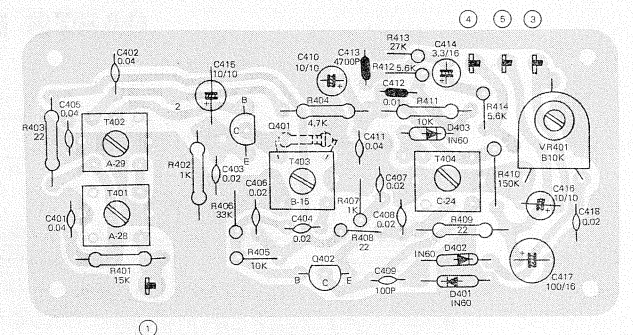 4
5
3
C402
0.04
C415
10/10
C410
10/10
C413
4700P
R413
27K
R412 5.6K
C414
3.3/16
C412
0.01
C405
0.04
R403
22
T402
A-29
2
B
C
E
R404
4.7K
Q401
R411
10K
D403
IN60
R414
5.6K
VR401
B10K
R402
1K
C403
0.02
C411
0.04
T403
B-15
T404
C-24
R410
150K
T401
A-28
C401
0.04
R406
33K
C406
0.02
R407
1K
C407
0.02
C408
0.02
C404
0.02
R408
22
R409
22
C416
10/10
C418
0.02
R401
15K
R405
10K
Q402
B
C
E
C409
100P
IN60
D402
D401
IN60
C417
100/16
1